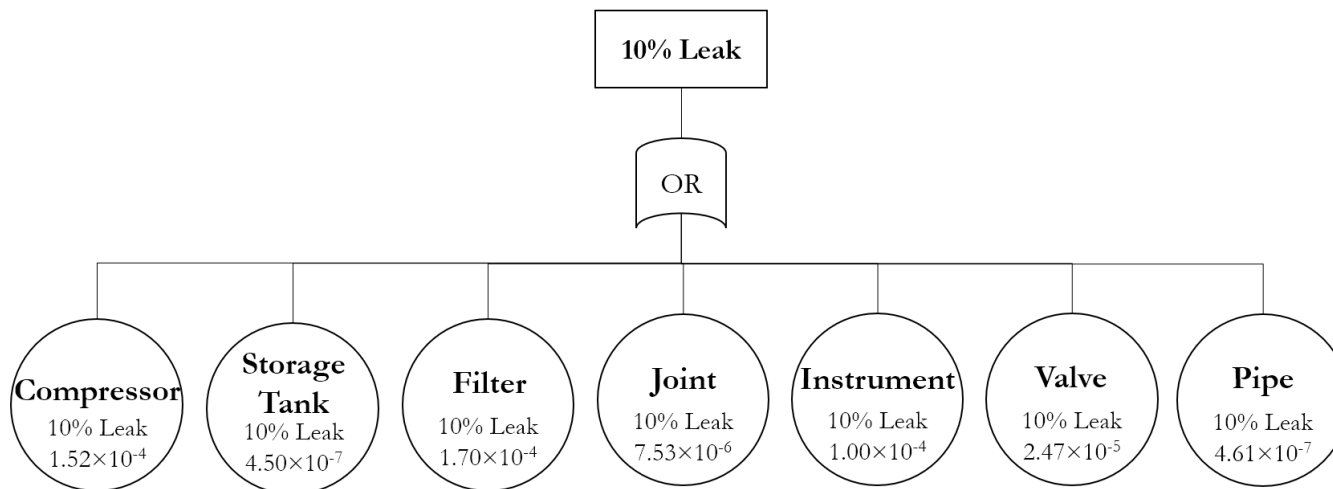 10% Leak
OR
Compressor
10% Leak
1.52×10⁻⁴
Storage
Tank
10% Leak
4.50×10⁻⁷
Filter
10% Leak
1.70×10⁻⁴
Joint
10% Leak
7.53×10⁻⁶
Instrument
10% Leak
1.00×10⁻⁴
Valve
10% Leak
2.47×10⁻⁵
Pipe
10% Leak
4.61×10⁻⁷